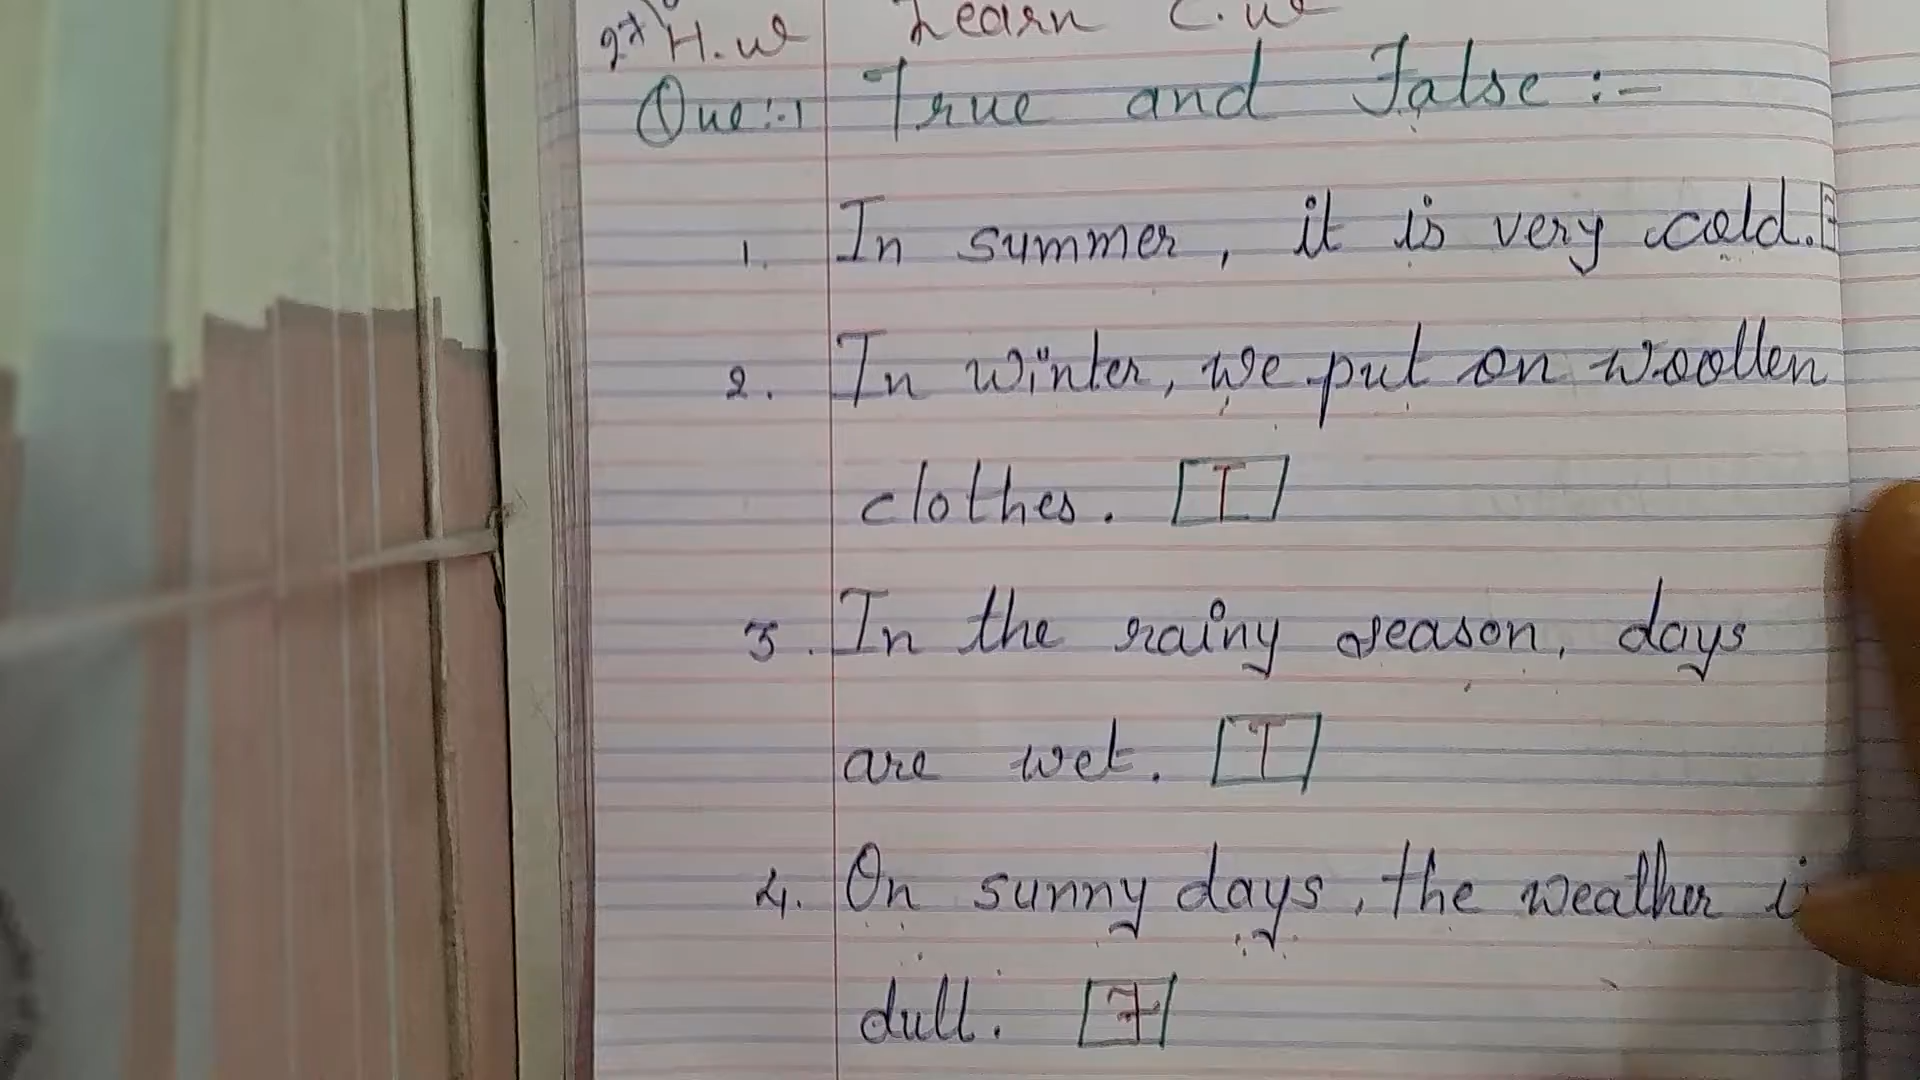 H.w Learn C.w
Que:-1 True and False :-
1. In summer, it is very cold. F
2. In winter, we put on woollen
clothes. T
3. In the rainy season, days
are wet. T
4. On sunny days, the weather
dull. F